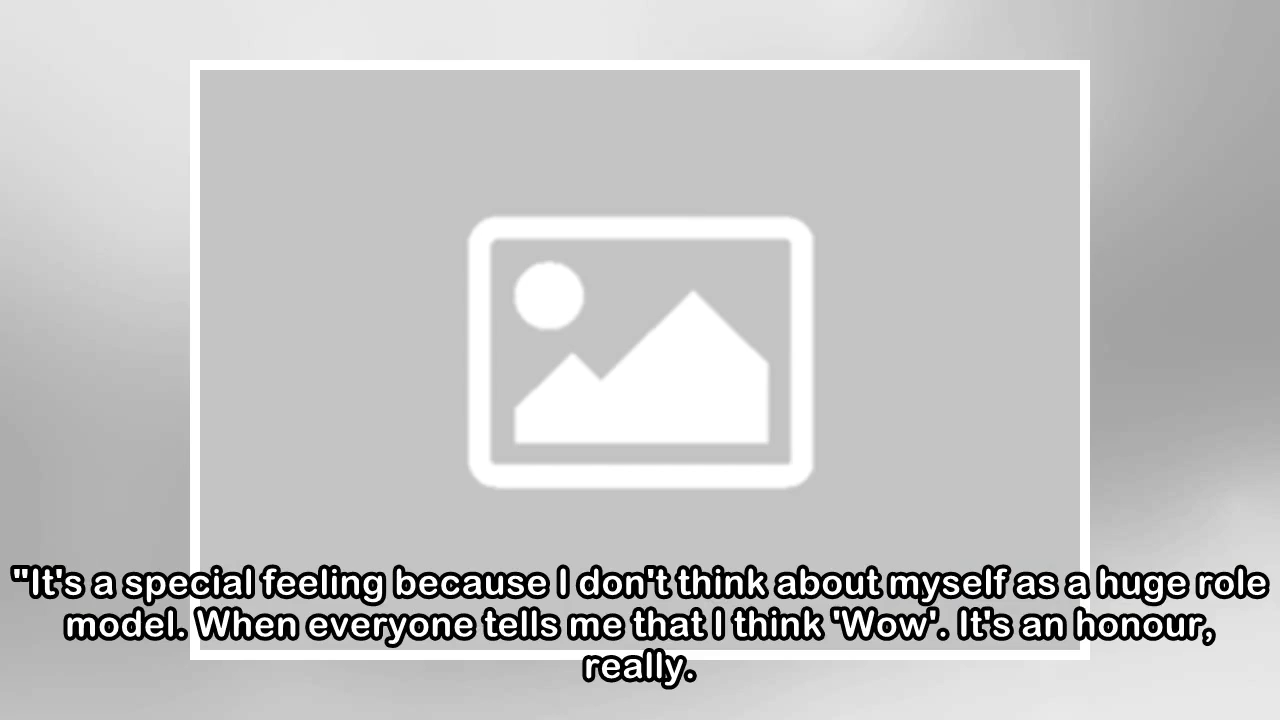 "It's a special feeling because I don't think about myself as a huge role
model. When everyone tells me that I think 'Wow'. It's an honour,
really.